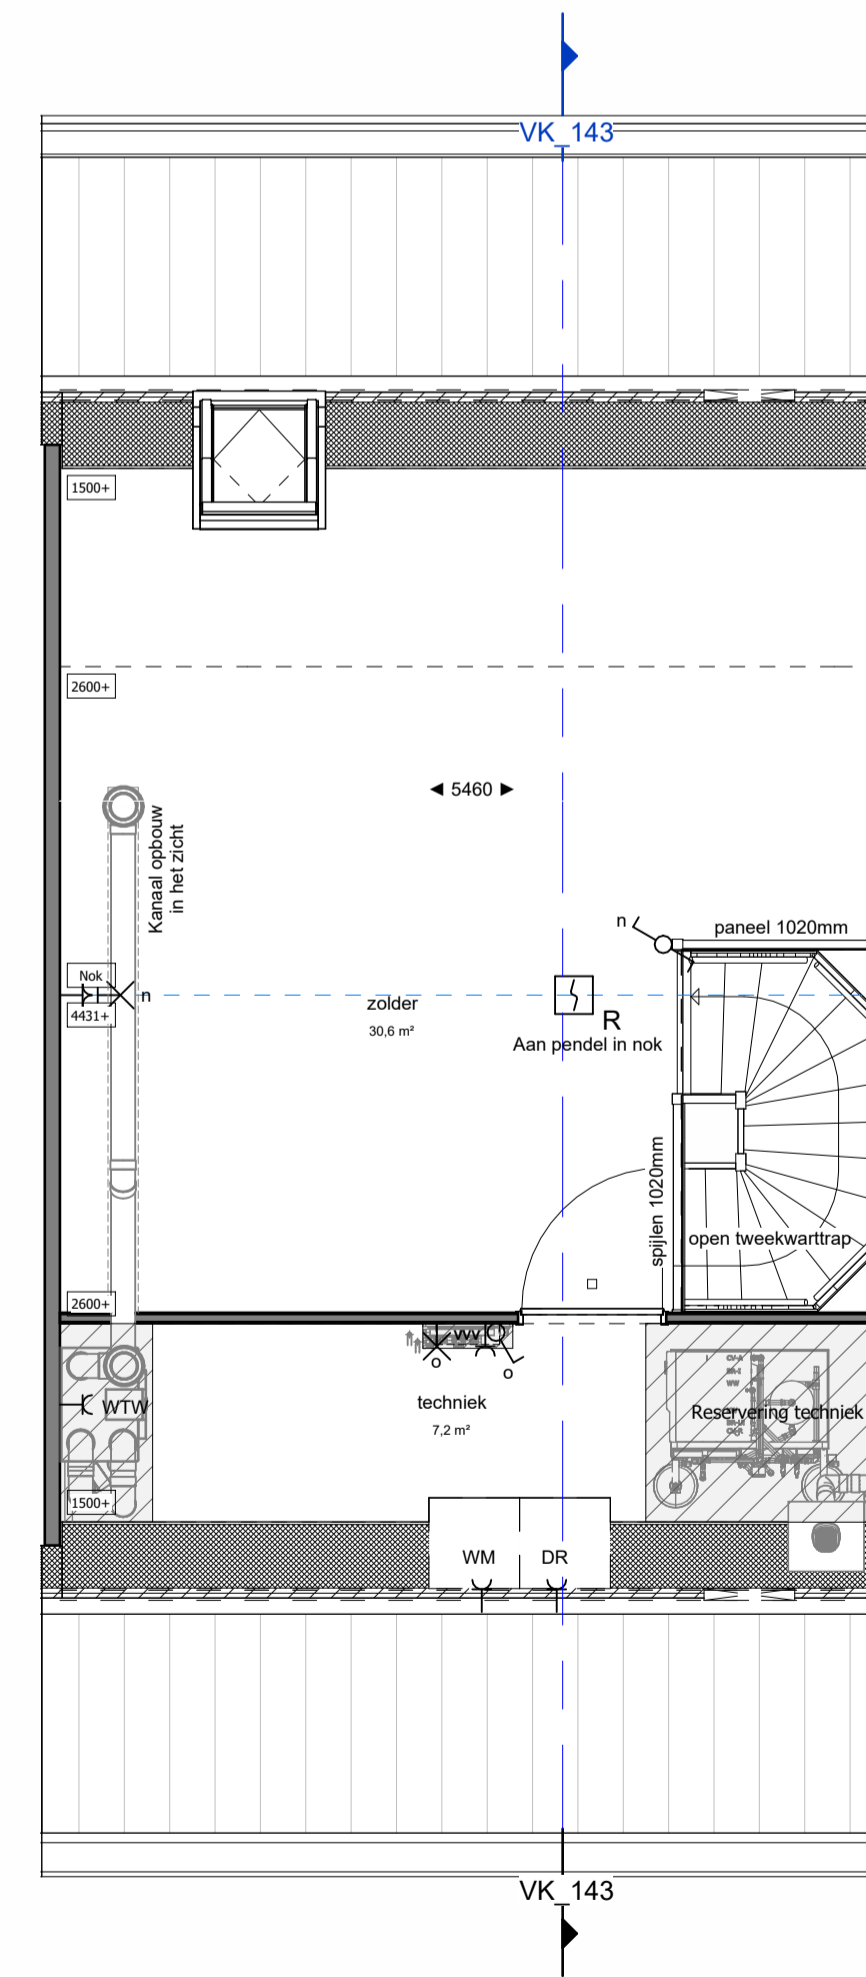 VK_143
1500+
2600+
5460
Kanaal opbouw
in het zicht
n
paneel 1020mm
Nok
n
4431+
zolder
30,6 m²
R
Aan pendel in nok
spijlen 1020mm
open tweekwarttrap
2600+
VVV
o
o
techniek
7,2 m²
WTW
CV-A
WW
Reservering techniek
1500+
WM
DR
VK_143